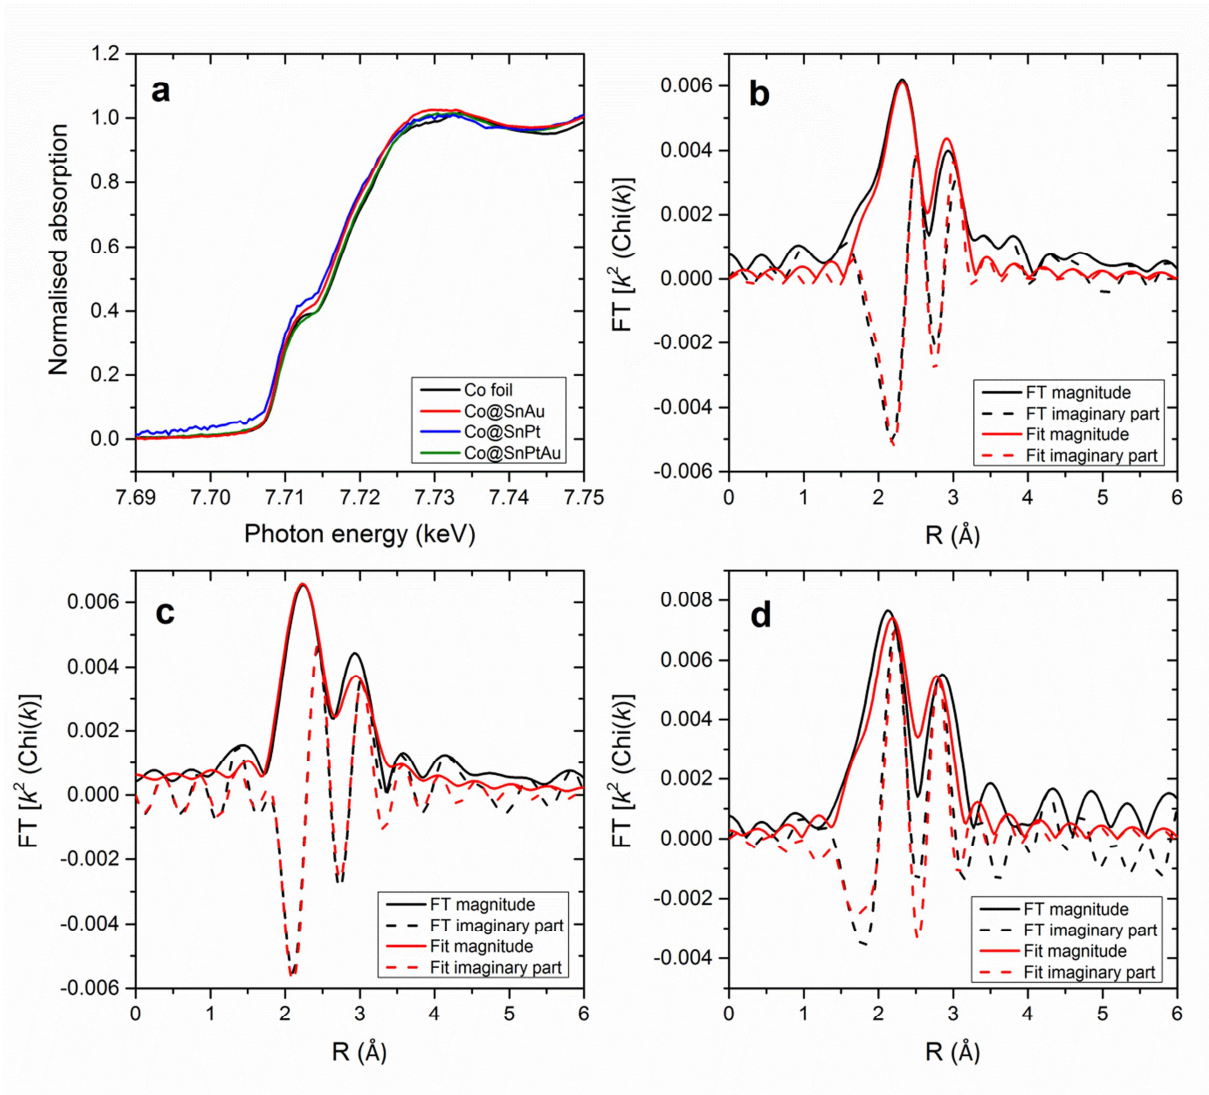 a
1.2
1.0
0.8
0.6
0.4
0.2
0.0
Normalised absorption
Co foil
Co@SnAu
Co@SnPt
Co@SnPtAu
7.69 7.70 7.71 7.72 7.73 7.74 7.75
Photon energy (keV)
b
0.006
0.004
0.002
0.000
-0.002
-0.004
-0.006
FT [k² (Chi(k)]
FT magnitude
FT imaginary part
Fit magnitude
Fit imaginary part
0 1 2 3 4 5 6
R (Å)
c
0.006
0.004
0.002
0.000
-0.002
-0.004
-0.006
FT [k² (Chi(k)]
FT magnitude
FT imaginary part
Fit magnitude
Fit imaginary part
0 1 2 3 4 5 6
R (Å)
d
0.008
0.006
0.004
0.002
0.000
-0.002
-0.004
FT [k² (Chi(k)]
FT magnitude
FT imaginary part
Fit magnitude
Fit imaginary part
0 1 2 3 4 5 6
R (Å)